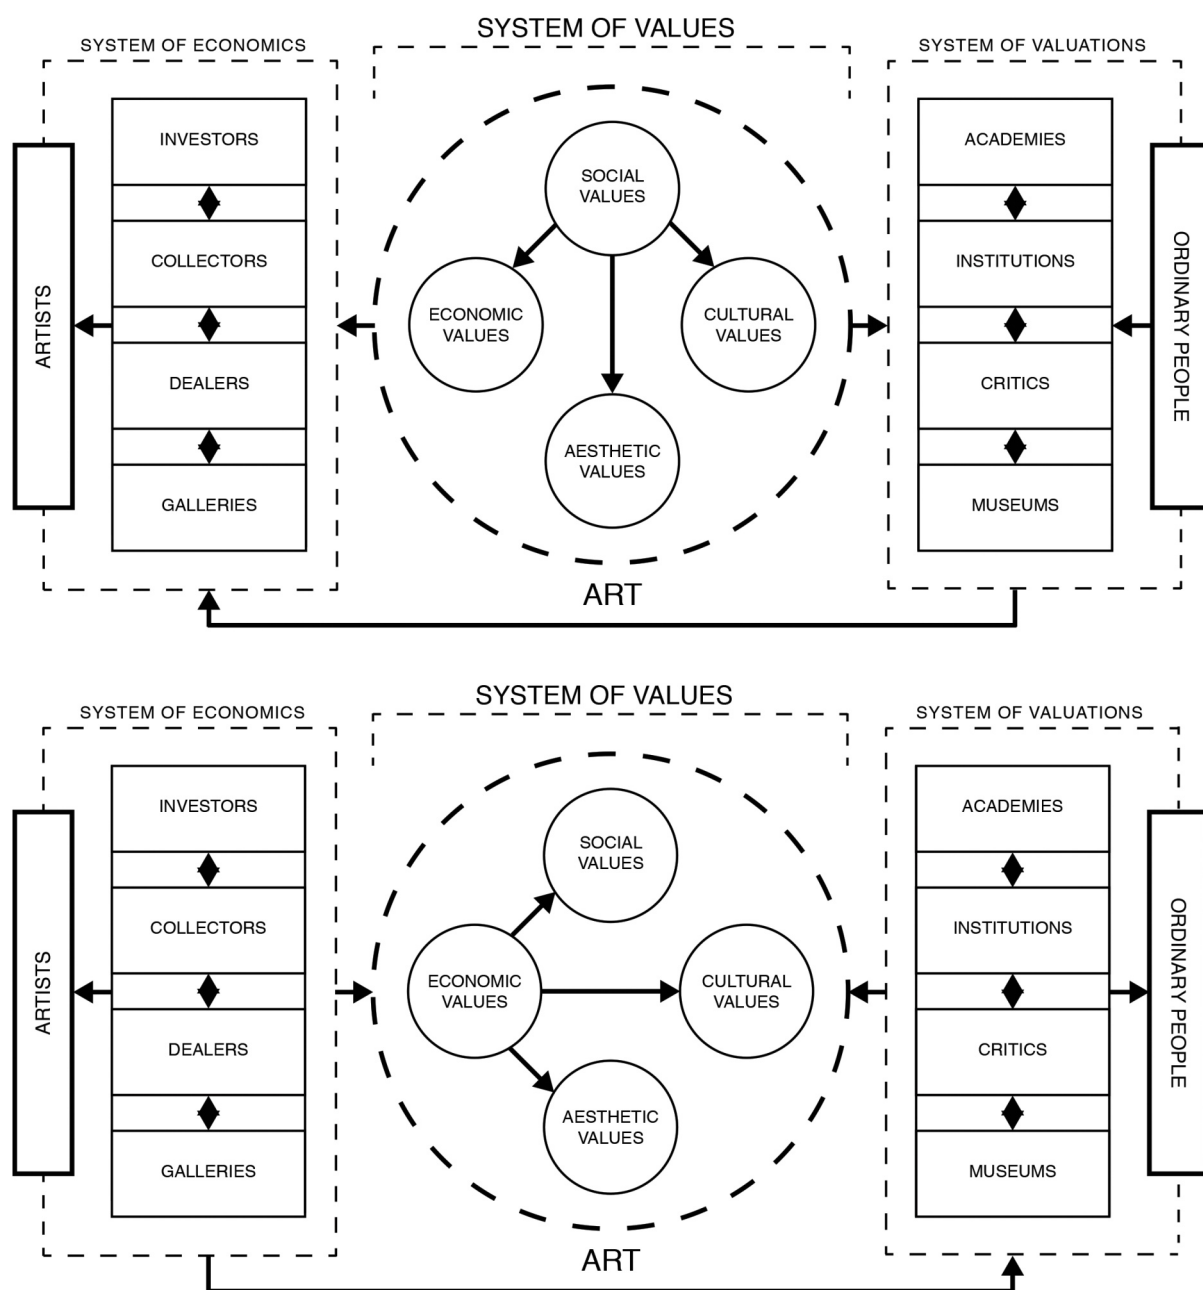 SYSTEM OF VALUES
SYSTEM OF ECONOMICS
SYSTEM OF VALUATIONS
ARTISTS
INVESTORS
COLLECTORS
DEALERS
GALLERIES
SOCIAL
VALUES
ECONOMIC
VALUES
CULTURAL
VALUES
AESTHETIC
VALUES
ART
ACADEMIES
INSTITUTIONS
CRITICS
MUSEUMS
ORDINARY PEOPLE
SYSTEM OF VALUES
SYSTEM OF ECONOMICS
SYSTEM OF VALUATIONS
ARTISTS
INVESTORS
COLLECTORS
DEALERS
GALLERIES
SOCIAL
VALUES
ECONOMIC
VALUES
CULTURAL
VALUES
AESTHETIC
VALUES
ART
ACADEMIES
INSTITUTIONS
CRITICS
MUSEUMS
ORDINARY PEOPLE